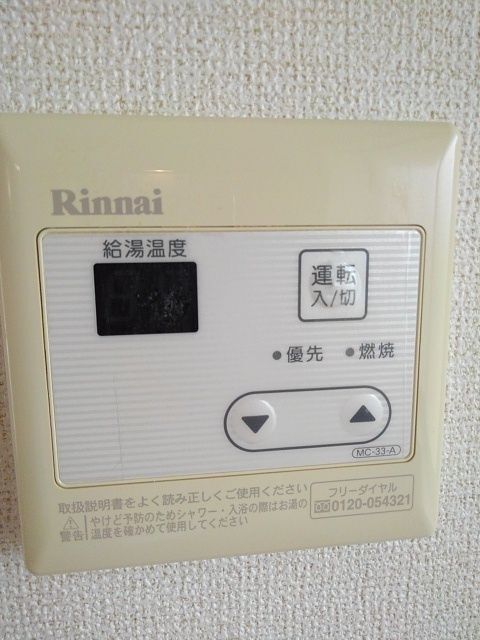 Rinnai
給湯温度
運転
入/切
優先
燃焼
MC-33-A
取扱説明書をよく読み正しくご使用ください
警告
やけど予防のためシャワー・入浴の際はお湯の
温度を確かめて使用してください
フリーダイヤル
0120-054321